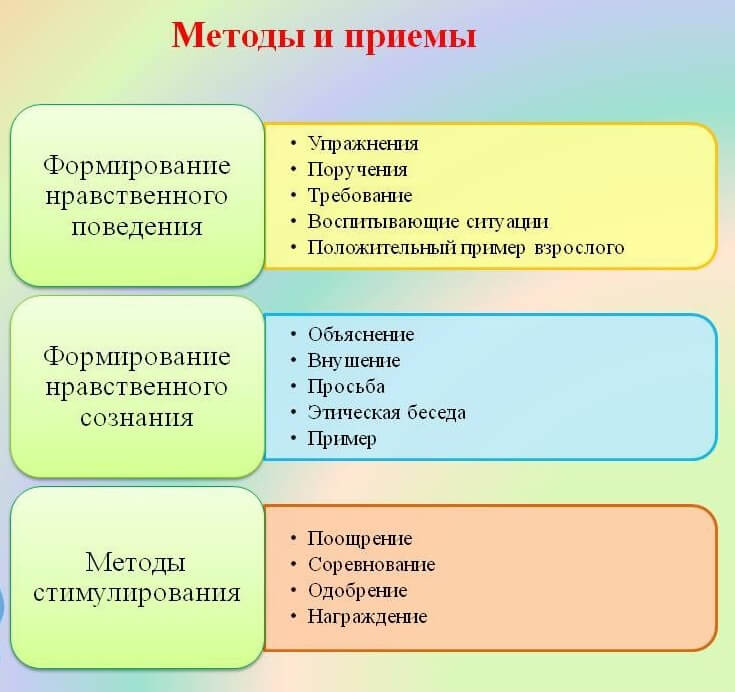 Методы и приемы
Формирование
нравственного
поведения
• Упражнения
• Поручения
• Требование
• Воспитывающие ситуации
• Положительный пример взрослого
Формирование
нравственного
сознания
• Объяснение
• Внушение
• Просьба
• Этическая беседа
• Пример
Методы
стимулирования
• Поощрение
• Соревнование
• Одобрение
• Награждение